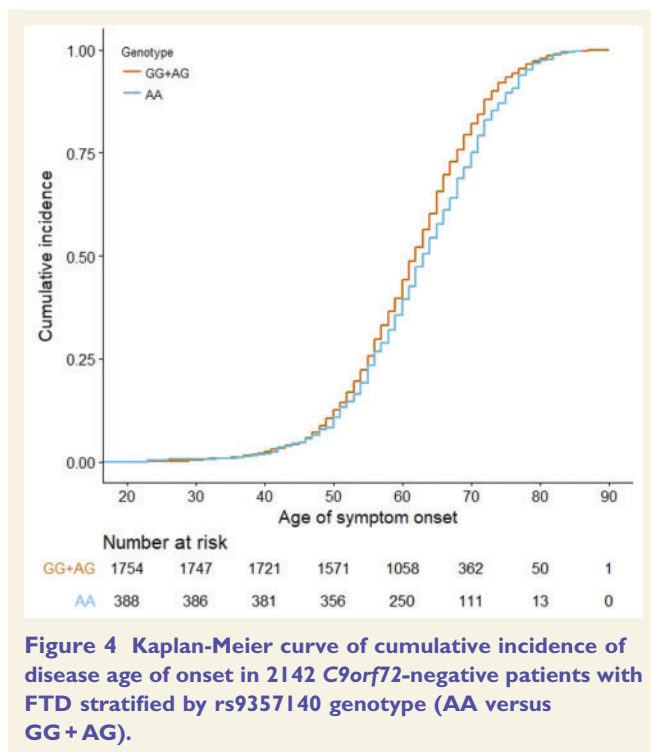 1.00
Genotype
GG+AG
AA
0.75
0.50
0.25
0.00
Cumulative incidence
20 30 40 50 60 70 80 90
Age of symptom onset
Number at risk
GG+AG 1754 1747 1721 1571 1058 362 50 1
AA 388 386 381 356 250 111 13 0
Figure 4 Kaplan-Meier curve of cumulative incidence of
disease age of onset in 2142 C9orf72-negative patients with
FTD stratified by rs9357140 genotype (AA versus
GG + AG).